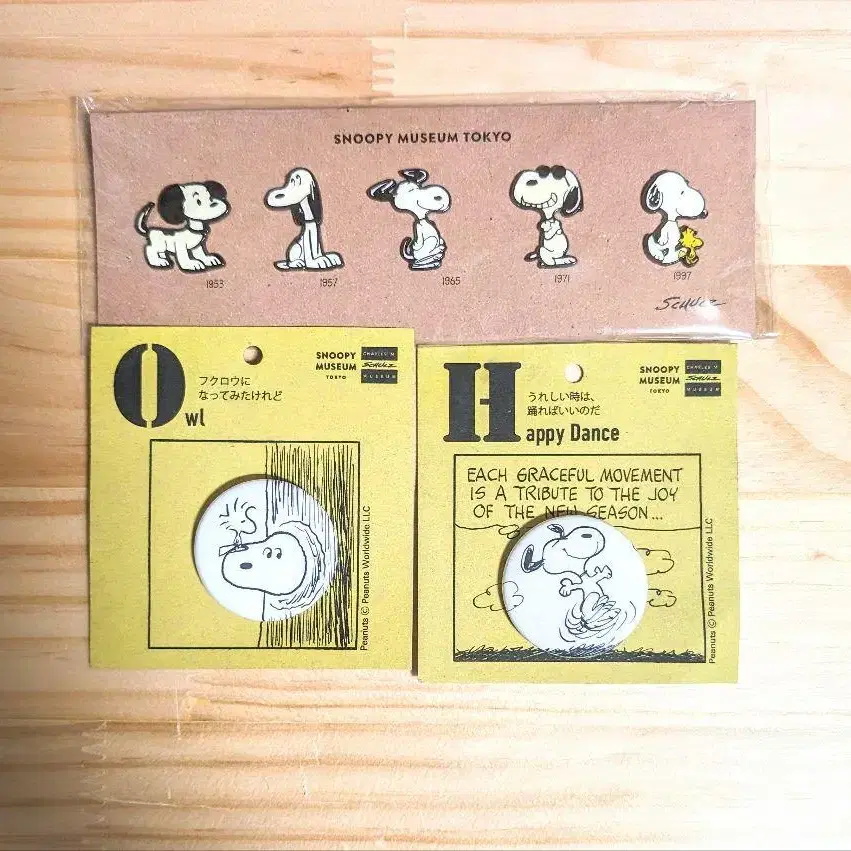 SNOOPY MUSEUM TOKYO
1953
1957
1965
1971
1997
SCHULZ
Owl
フクロウに
なってみたけれど
SNOOPY
MUSEUM
TOKYO
CHARLES M
SCHULZ
MUSEUM
Peanuts © Peanuts Worldwide LLC
Happy Dance
うれしい時は、
踊ればいいのだ
SNOOPY
MUSEUM
TOKYO
CHARLES M
SCHULZ
MUSEUM
EACH GRACEFUL MOVEMENT
IS A TRIBUTE TO THE JOY
OF THE NEW SEASON...
Peanuts © Peanuts Worldwide LLC